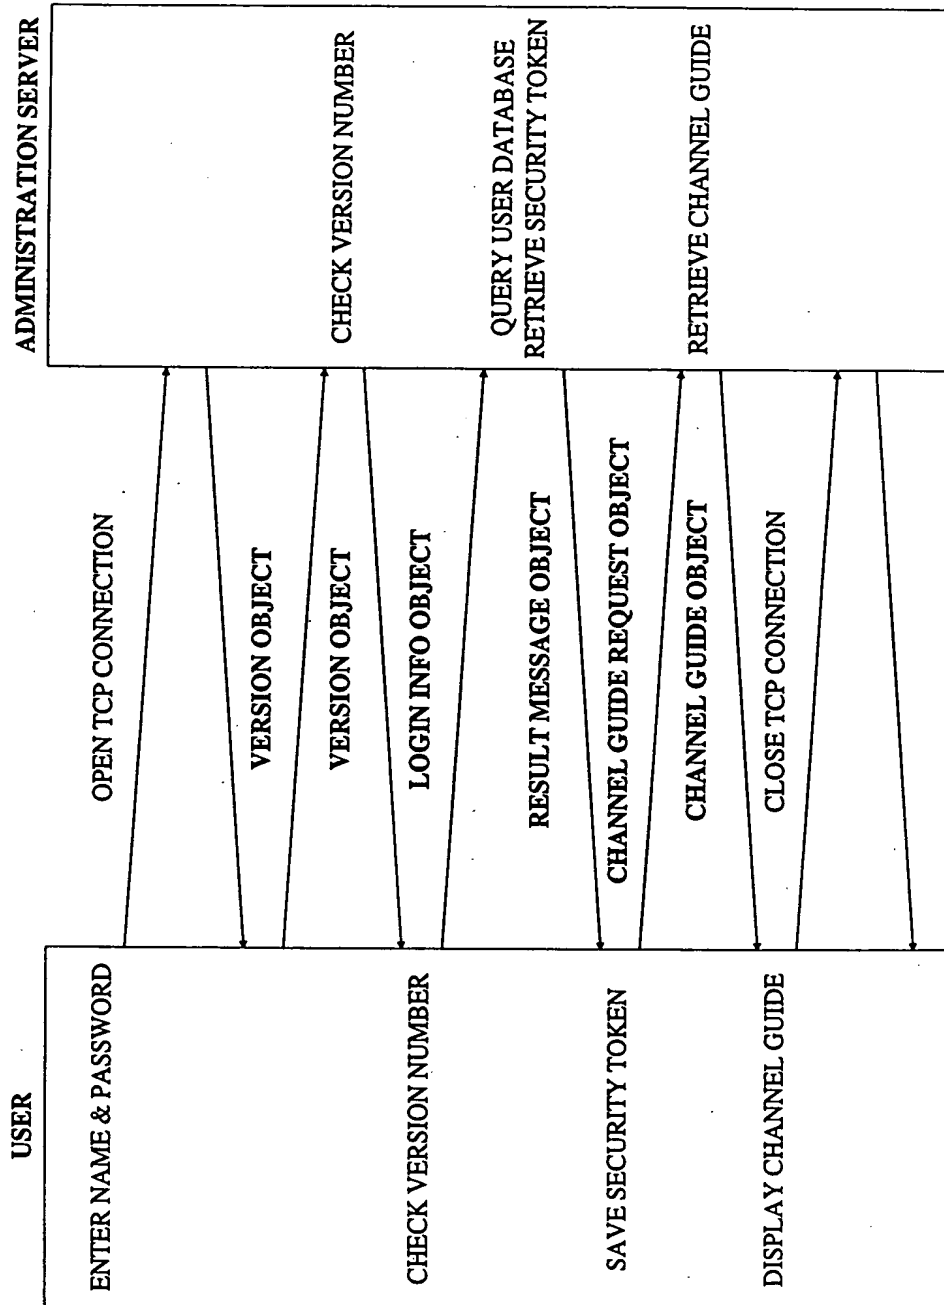 USER
ADMINISTRATION SERVER
ENTER NAME & PASSWORD
OPEN TCP CONNECTION
VERSION OBJECT
CHECK VERSION NUMBER
VERSION OBJECT
CHECK VERSION NUMBER
LOGIN INFO OBJECT
QUERY USER DATABASE
RETRIEVE SECURITY TOKEN
RESULT MESSAGE OBJECT
SAVE SECURITY TOKEN
CHANNEL GUIDE REQUEST OBJECT
RETRIEVE CHANNEL GUIDE
CHANNEL GUIDE OBJECT
DISPLAY CHANNEL GUIDE
CLOSE TCP CONNECTION